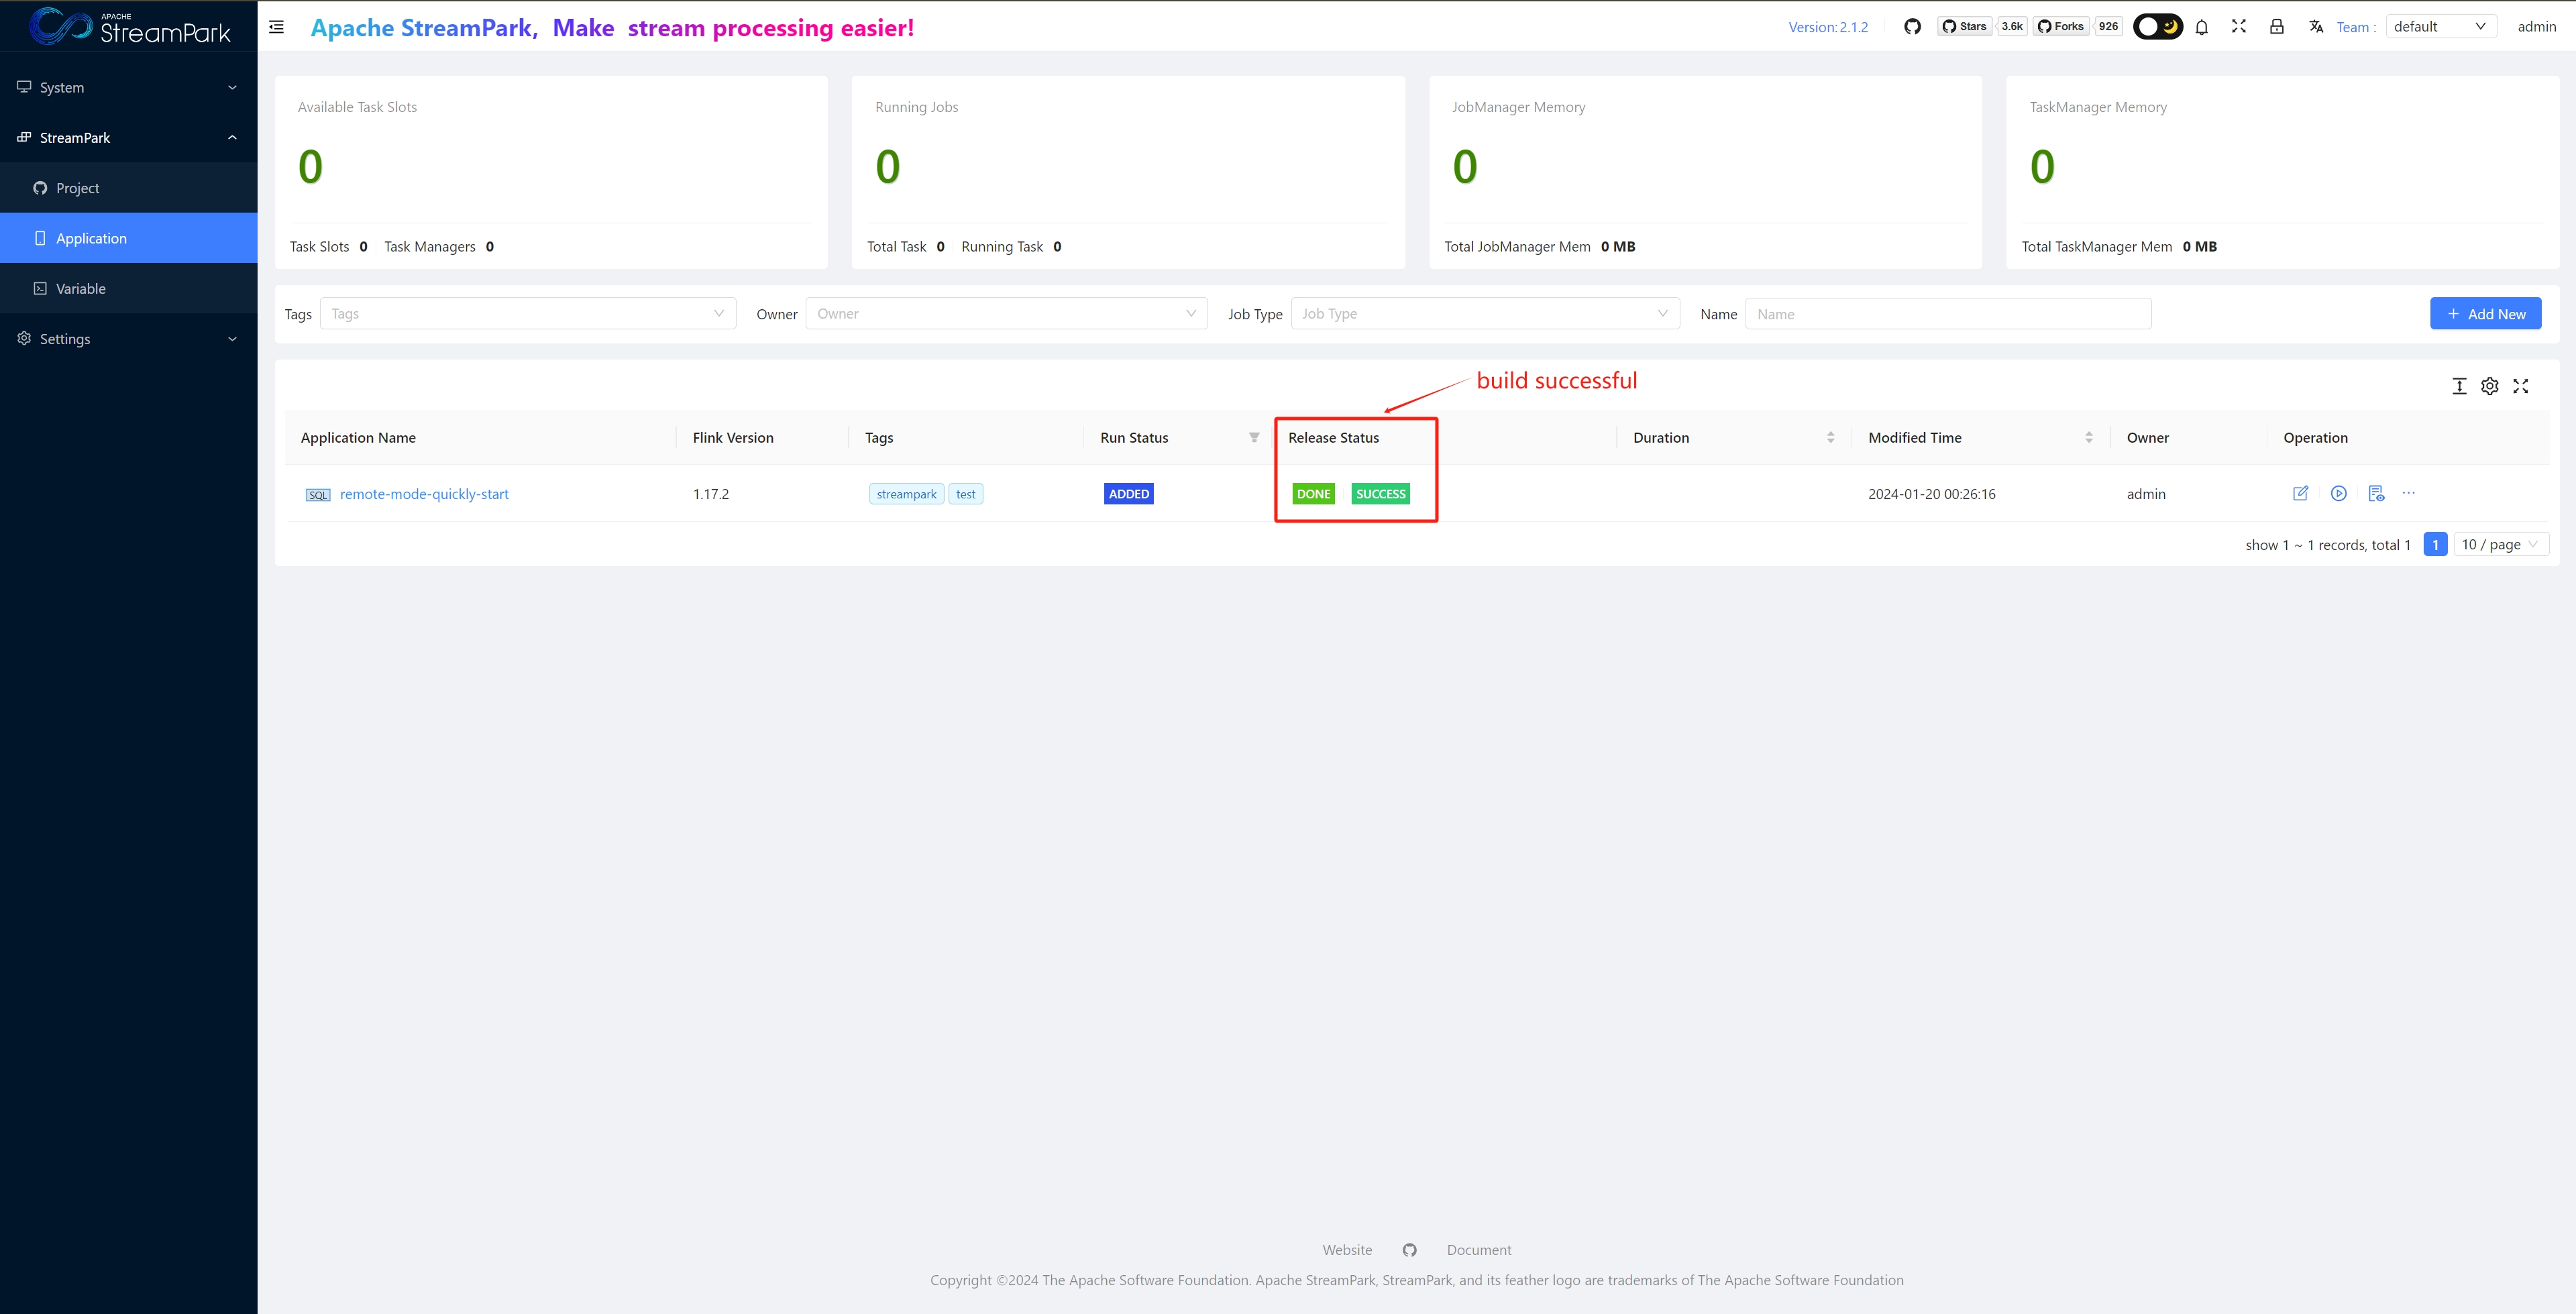 APACHE
StreamPark
Apache StreamPark, Make stream processing easier!
Version: 2.1.2
Stars 3.6k Forks 926
Team : default
admin
System
StreamPark
Project
Application
Variable
Settings
Available Task Slots
0
Task Slots 0 Task Managers 0
Running Jobs
0
Total Task 0 Running Task 0
JobManager Memory
0
Total JobManager Mem 0 MB
TaskManager Memory
0
Total TaskManager Mem 0 MB
Tags Tags Owner Owner Job Type Job Type Name Name + Add New
build successful
Application Name Flink Version Tags Run Status Release Status Duration Modified Time Owner Operation
SQL remote-mode-quickly-start 1.17.2 streampark test ADDED DONE SUCCESS 2024-01-20 00:26:16 admin ···
show 1 ~ 1 records, total 1 1 10 / page
Website Document
Copyright ©2024 The Apache Software Foundation. Apache StreamPark, StreamPark, and its feather logo are trademarks of The Apache Software Foundation